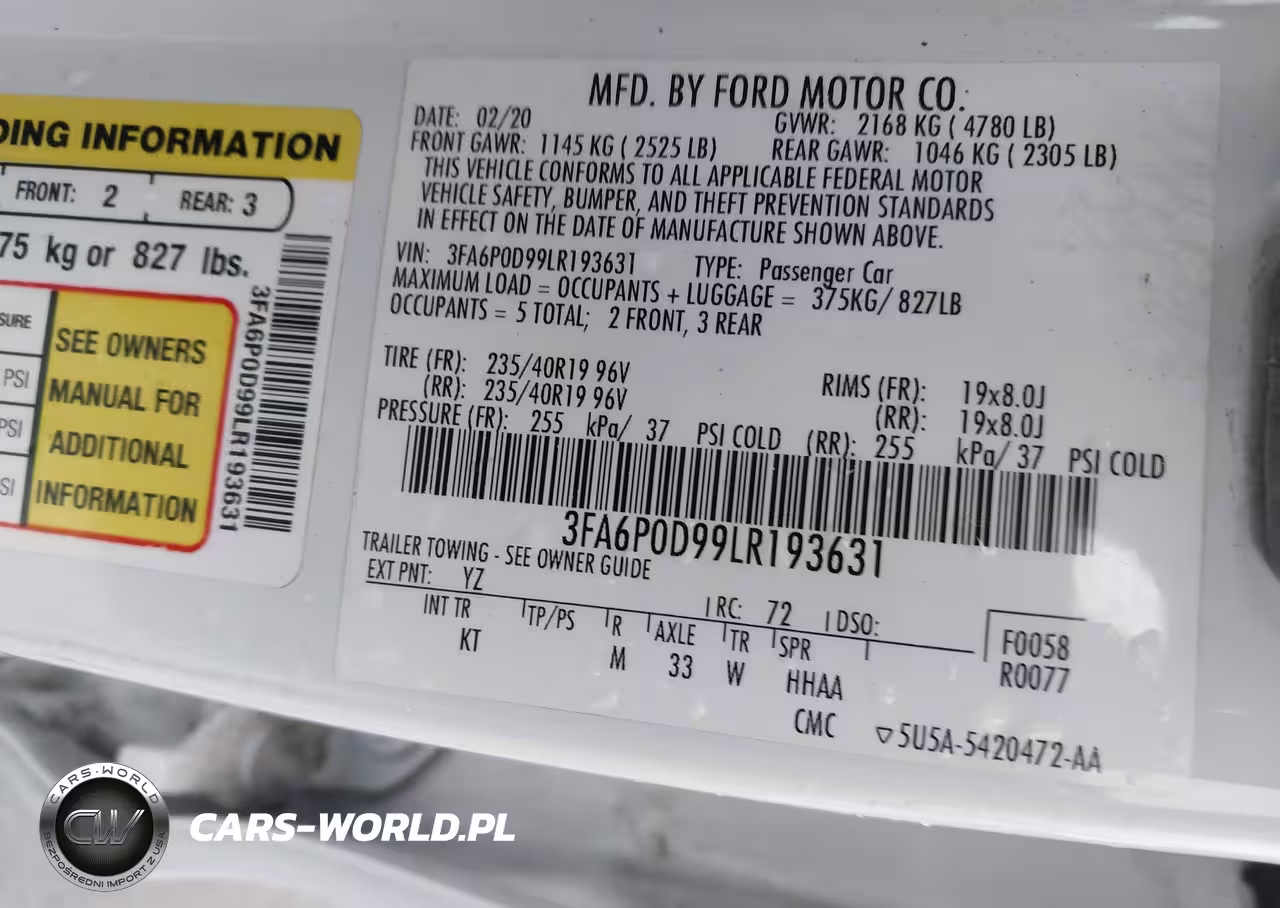 DING INFORMATION
FRONT: 2 REAR: 3
75 kg or 827 lbs.
SURE
PSI
PSI
SI
SEE OWNERS
MANUAL FOR
ADDITIONAL
INFORMATION
3FA6P0D99LR193631
MFD. BY FORD MOTOR CO.
DATE: 02/20 GVWR: 2168 KG ( 4780 LB)
FRONT GAWR: 1145 KG ( 2525 LB) REAR GAWR: 1046 KG ( 2305 LB)
THIS VEHICLE CONFORMS TO ALL APPLICABLE FEDERAL MOTOR
VEHICLE SAFETY, BUMPER, AND THEFT PREVENTION STANDARDS
IN EFFECT ON THE DATE OF MANUFACTURE SHOWN ABOVE.
VIN: 3FA6P0D99LR193631 TYPE: Passenger Car
MAXIMUM LOAD = OCCUPANTS + LUGGAGE = 375KG/ 827LB
OCCUPANTS = 5 TOTAL; 2 FRONT, 3 REAR
TIRE (FR): 235/40R19 96V RIMS (FR): 19x8.0J
(RR): 235/40R19 96V (RR): 19x8.0J
PRESSURE (FR): 255 kPa/ 37 PSI COLD (RR): 255 kPa/ 37 PSI COLD
3FA6P0D99LR193631
TRAILER TOWING - SEE OWNER GUIDE
EXT PNT: YZ RC: 72 DSO:
INT TR TP/PS R AXLE TR SPR
KT M 33 W HHAA
CMC
F0058
R0077
▽5U5A-5420472-AA
CARS-WORLD
CW
BEZPOŚREDNI IMPORT Z USA
CARS-WORLD.PL